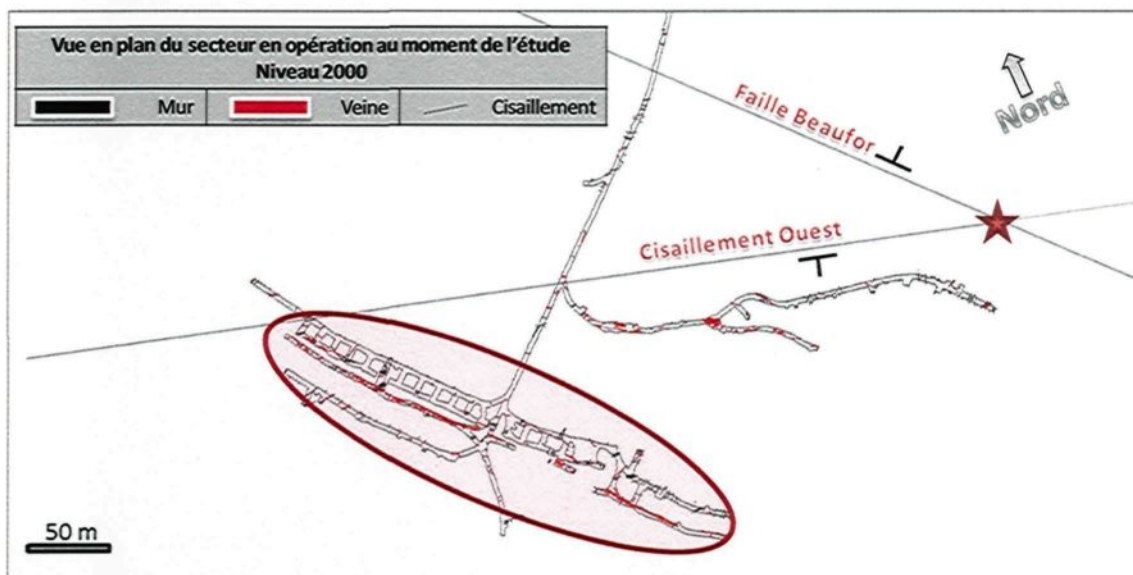 Vue en plan du secteur en opération au moment de l'étude
Niveau 2000
Mur
Veine
Cisaillement
Nord
Faille Beaufor
Cisaillement Ouest
50 m